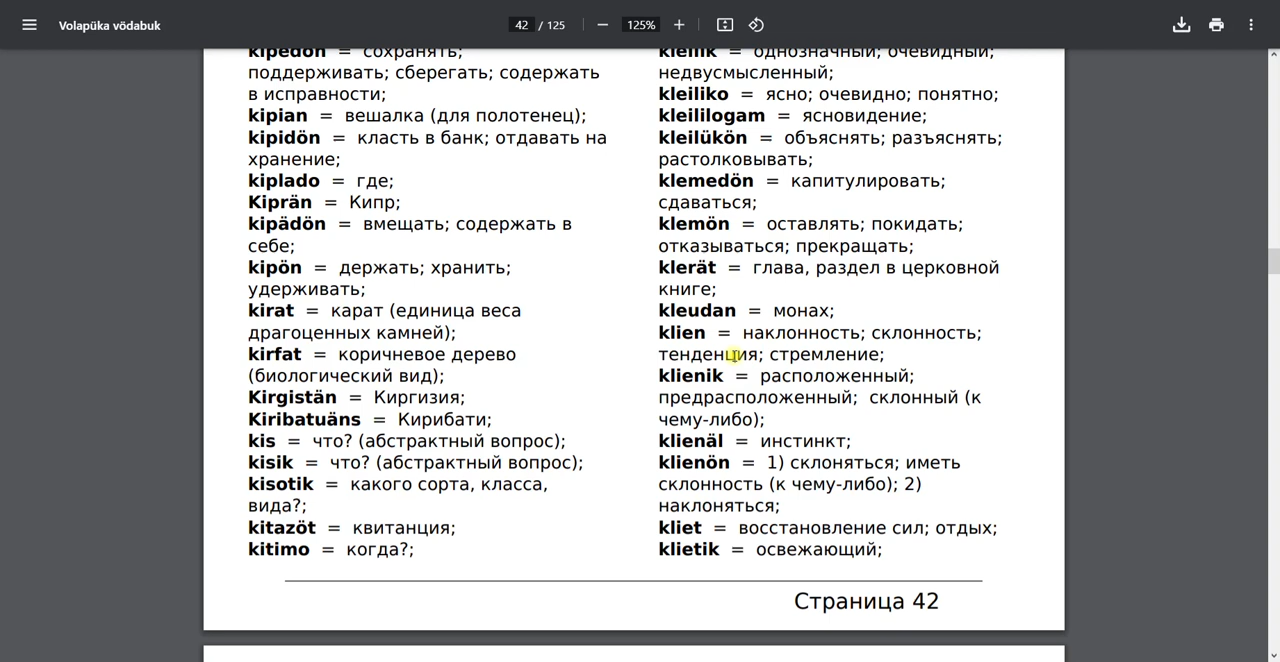 Volapüka vödabuk
42 / 125
125%
kipedön = сохранять;
поддерживать; сберегать; содержать
в исправности;
kipian = вешалка (для полотенец);
kipidön = класть в банк; отдавать на
хранение;
kiplado = где;
Kiprän = Кипр;
kipädön = вмещать; содержать в
себе;
kipön = держать; хранить;
удерживать;
kirat = карат (единица веса
драгоценных камней);
kirfat = коричневое дерево
(биологический вид);
Kirgistän = Киргизия;
Kiribatuäns = Кирибати;
kis = что? (абстрактный вопрос);
kisik = что? (абстрактный вопрос);
kisotik = какого сорта, класса,
вида?;
kitazöt = квитанция;
kitimo = когда?;
kleilik = однозначный; очевидный;
недвусмысленный;
kleiliko = ясно; очевидно; понятно;
kleililogam = ясновидение;
kleilükön = объяснять; разъяснять;
растолковывать;
klemedön = капитулировать;
сдаваться;
klemön = оставлять; покидать;
отказываться; прекращать;
klerät = глава, раздел в церковной
книге;
kleudan = монах;
klien = наклонность; склонность;
тенденция; стремление;
klienik = расположенный;
предрасположенный; склонный (к
чему-либо);
klienäl = инстинкт;
klienön = 1) склоняться; иметь
склонность (к чему-либо); 2)
наклоняться;
kliet = восстановление сил; отдых;
klietik = освежающий;
Страница 42